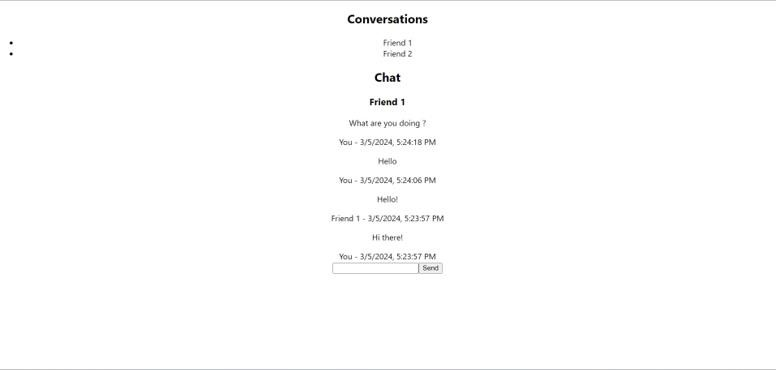 Conversations
Friend 1
Friend 2
Chat
Friend 1
What are you doing ?
You - 3/5/2024, 5:24:18 PM
Hello
You - 3/5/2024, 5:24:06 PM
Hello!
Friend 1 - 3/5/2024, 5:23:57 PM
Hi there!
You - 3/5/2024, 5:23:57 PM
Send